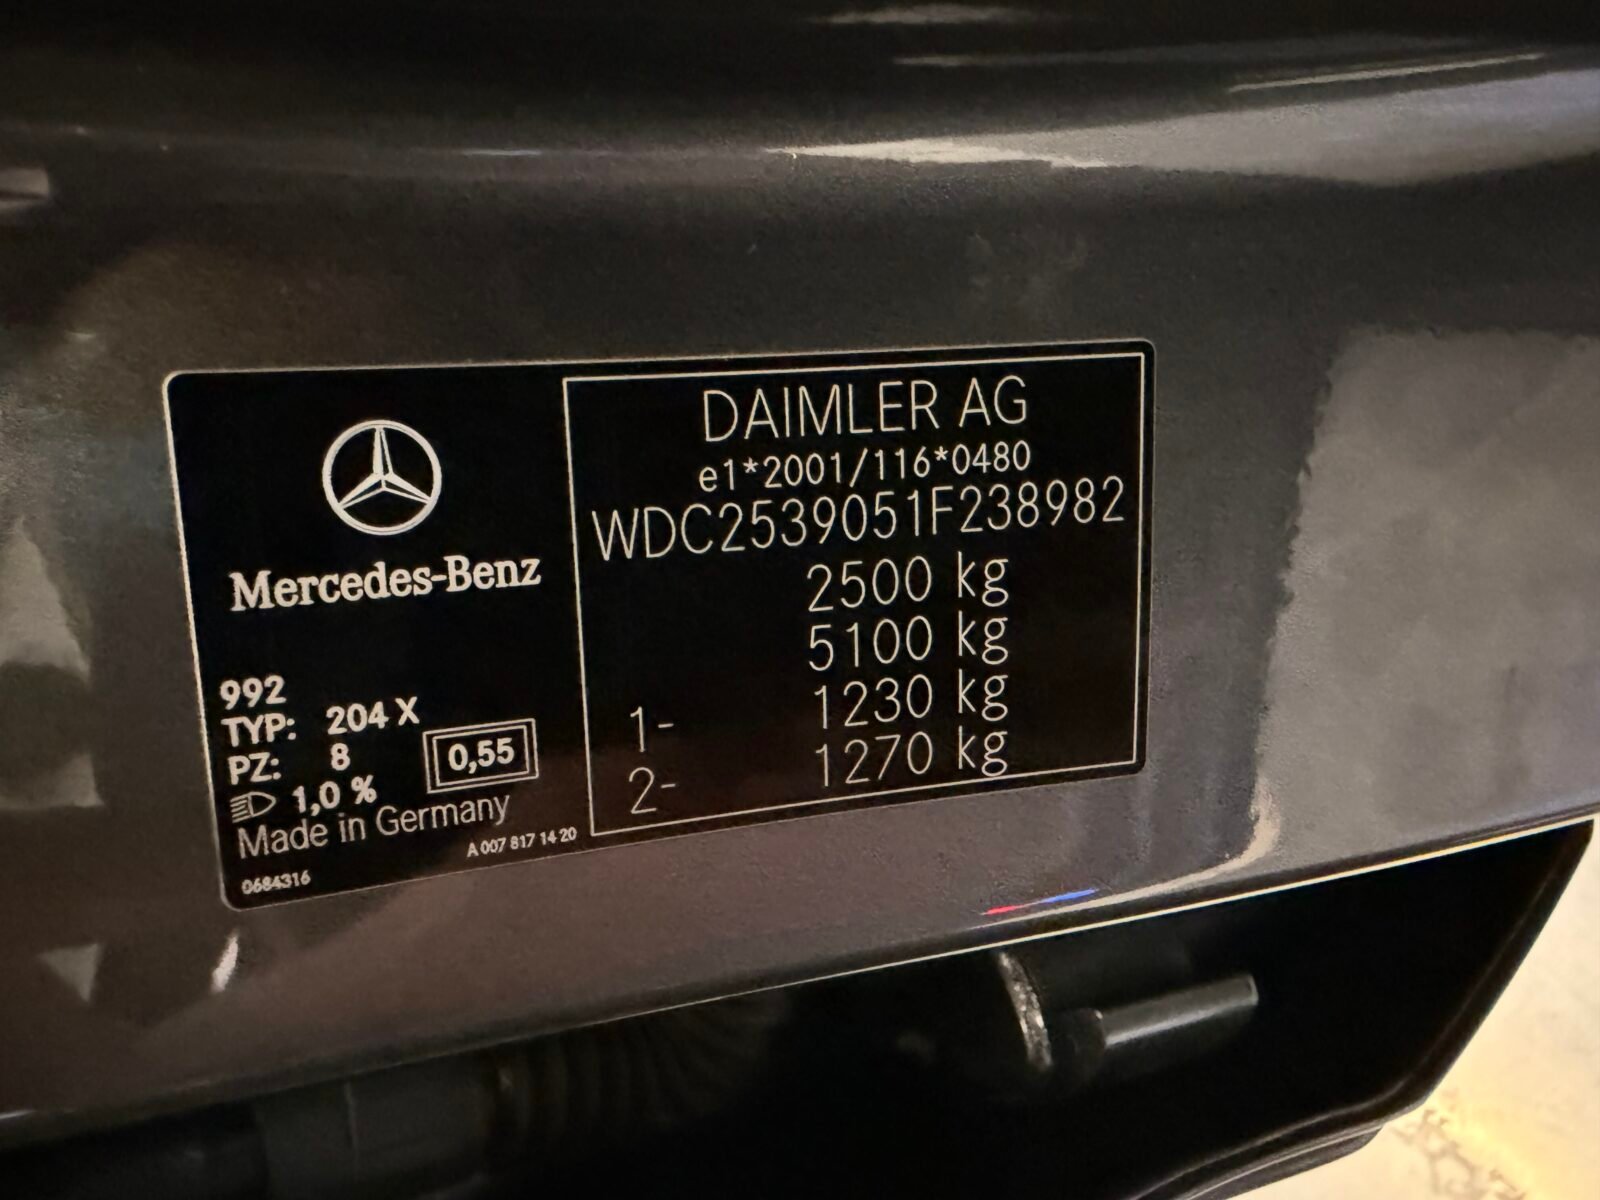 Mercedes-Benz
992
TYP: 204 X
PZ: 8
0,55
1,0 %
Made in Germany
A 007 817 14 20
0684316
DAIMLER AG
e1*2001/116*0480
WDC2539051F238982
2500 kg
5100 kg
1- 1230 kg
2- 1270 kg